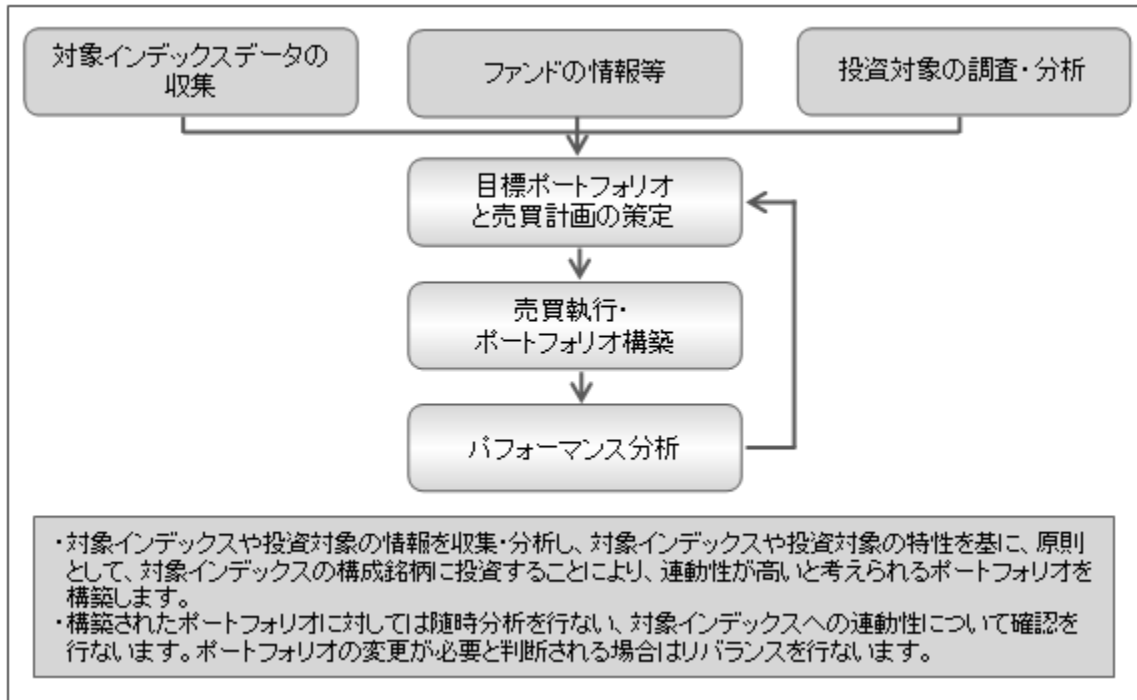 対象インデックスデータの
収集
ファンドの情報等
投資対象の調査・分析
目標ポートフォリオ
と売買計画の策定
売買執行・
ポートフォリオ構築
パフォーマンス分析
・対象インデックスや投資対象の情報を収集・分析し、対象インデックスや投資対象の特性を基に、原則
として、対象インデックスの構成銘柄に投資することにより、連動性が高いと考えられるポートフォリオを
構築します。
・構築されたポートフォリオに対しては随時分析を行ない、対象インデックスへの連動性について確認を
行ないます。ポートフォリオの変更が必要と判断される場合はリバランスを行ないます。